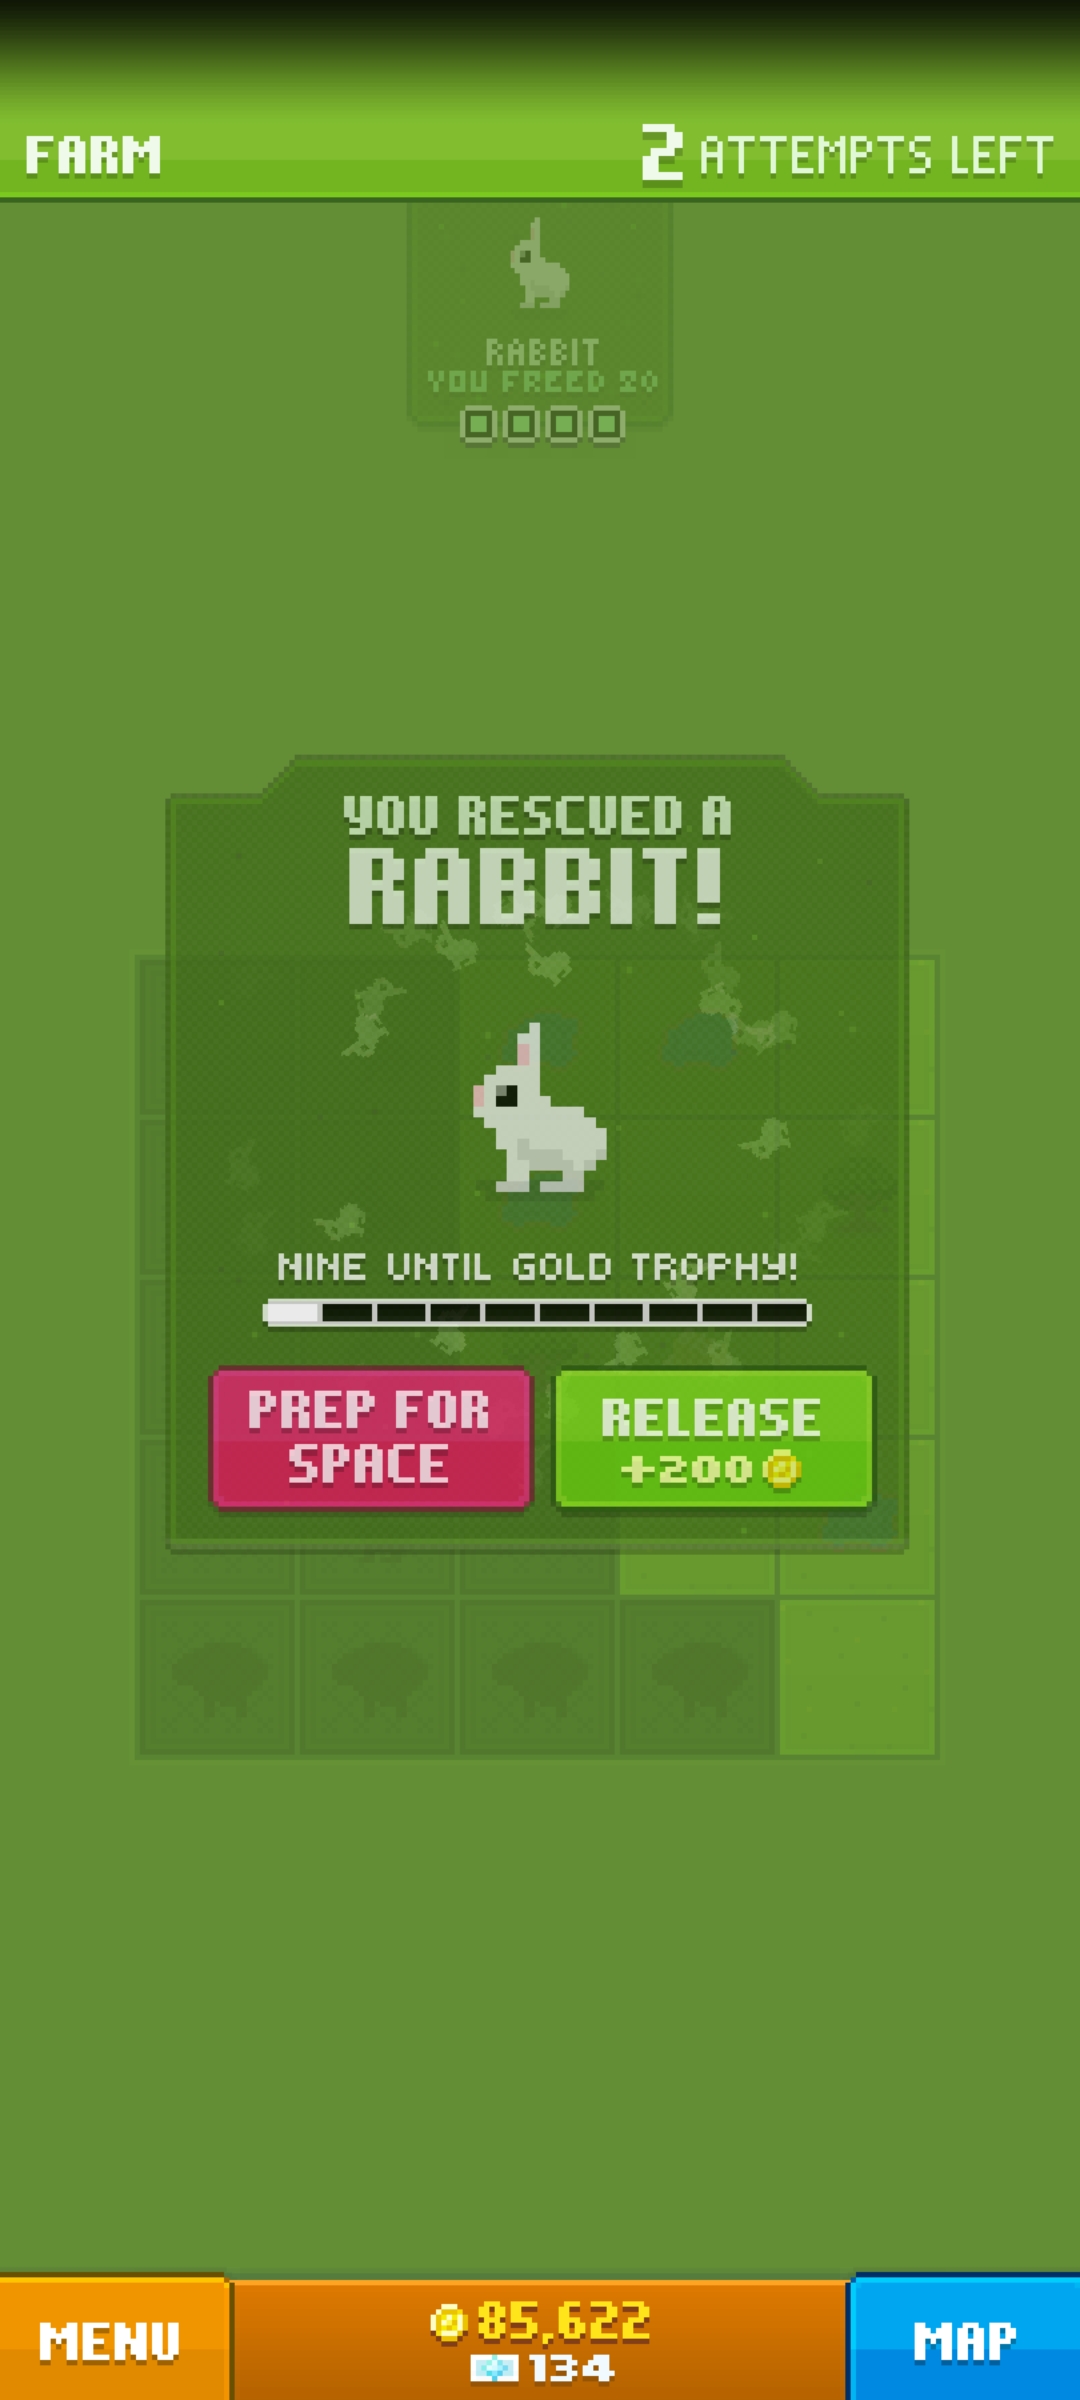 FARM
2 ATTEMPTS LEFT
RABBIT
YOU FREED 20
YOU RESCUED A
RABBIT!
NINE UNTIL GOLD TROPHY!
PREP FOR
SPACE
RELEASE
+200
MENU
85,622
134
MAP